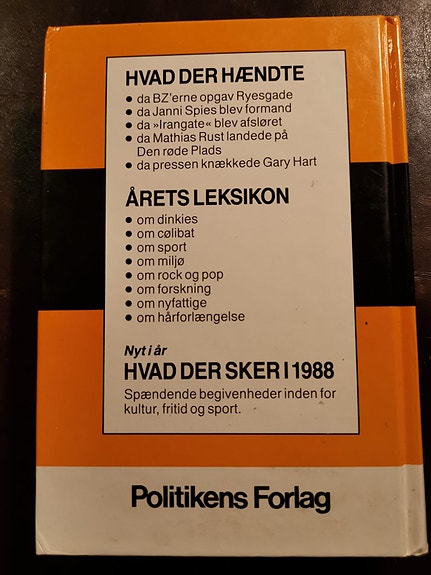 HVAD DER HÆNDTE
● da BZ'erne opgav Ryesgade
● da Janni Spies blev formand
● da »Irangate« blev afsløret
● da Mathias Rust landede på
Den røde Plads
● da pressen knækkede Gary Hart
ÅRETS LEKSIKON
● om dinkies
● om cølibat
● om sport
● om miljø
● om rock og pop
● om forskning
● om nyfattige
● om hårforlængelse
Nyt i år
HVAD DER SKER I 1988
Spændende begivenheder inden for
kultur, fritid og sport.
Politikens Forlag